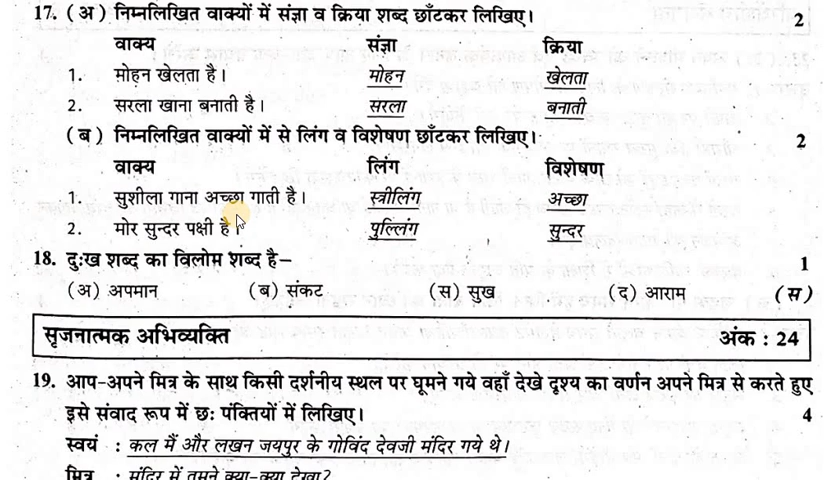 17. (अ) निम्नलिखित वाक्यों में संज्ञा व क्रिया शब्द छाँटकर लिखिए। 2
वाक्य संज्ञा क्रिया
1. मोहन खेलता है। मोहन खेलता
2. सरला खाना बनाती है। सरला बनाती
(ब) निम्नलिखित वाक्यों में से लिंग व विशेषण छाँटकर लिखिए। 2
वाक्य लिंग विशेषण
1. सुशीला गाना अच्छा गाती है। स्त्रीलिंग अच्छा
2. मोर सुन्दर पक्षी है। पुल्लिंग सुन्दर
18. दुःख शब्द का विलोम शब्द है– 1
(अ) अपमान (ब) संकट (स) सुख (द) आराम (स)
सृजनात्मक अभिव्यक्ति अंक : 24
19. आप-अपने मित्र के साथ किसी दर्शनीय स्थल पर घूमने गये वहाँ देखे दृश्य का वर्णन अपने मित्र से करते हुए
इसे संवाद रूप में छः पंक्तियों में लिखिए। 4
स्वयं : कल मैं और लखन जयपुर के गोविंद देवजी मंदिर गये थे।
मित्र : मंदिर में तुमने क्या-क्या देखा?